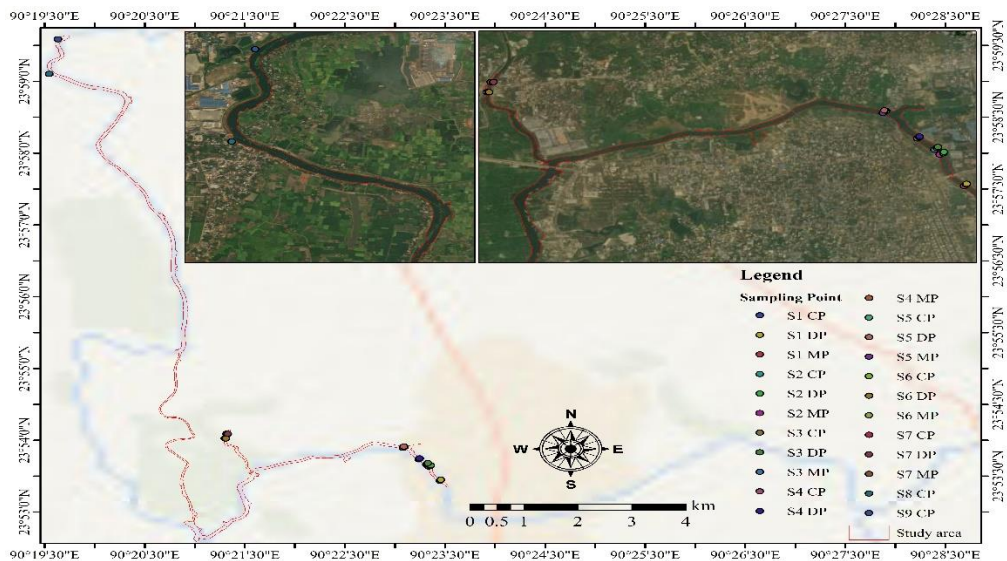 90°19'30"E 90°20'30"E 90°21'30"E 90°22'30"E 90°23'30"E 90°24'30"E 90°25'30"E 90°26'30"E 90°27'30"E 90°28'30"E
23°59'0"N
23°58'0"N
23°57'0"N
23°56'0"N
23°55'0"N
23°54'0"N
23°53'0"N
23°59'30"N
23°58'30"N
23°57'30"N
23°56'30"N
23°55'30"N
23°54'30"N
23°53'30"N
Legend
Sampling Point
S1 CP
S1 DP
S1 MP
S2 CP
S2 DP
S2 MP
S3 CP
S3 DP
S3 MP
S4 CP
S4 DP
S4 MP
S5 CP
S5 DP
S5 MP
S6 CP
S6 DP
S6 MP
S7 CP
S7 DP
S7 MP
S8 CP
S9 CP
Study area
N
W E
S
km
0 0.5 1 2 3 4
90°19'30"E 90°20'30"E 90°21'30"E 90°22'30"E 90°23'30"E 90°24'30"E 90°25'30"E 90°26'30"E 90°27'30"E 90°28'30"E